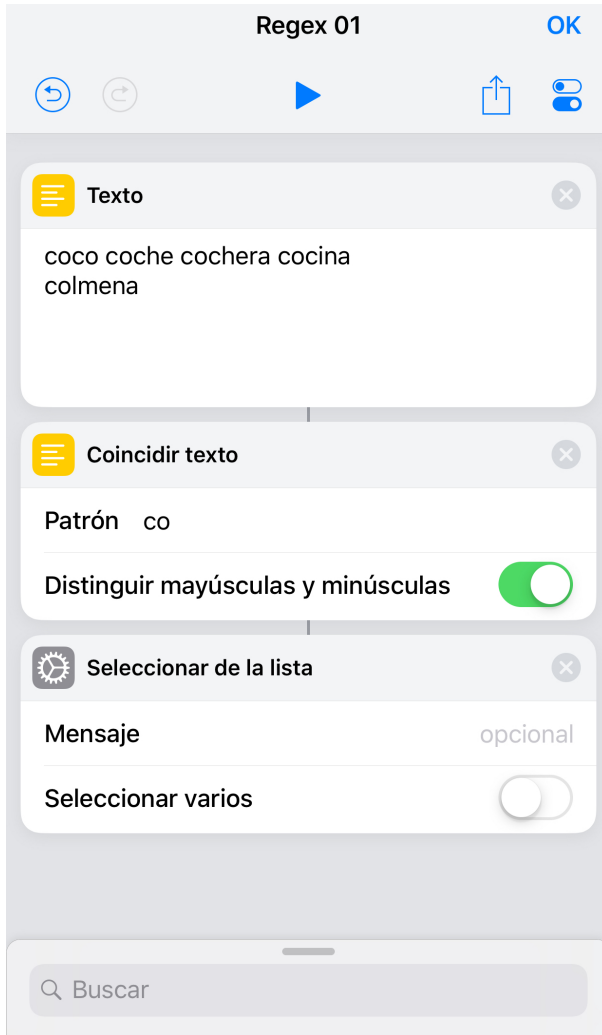 Regex 01
OK
Texto
coco coche cochera cocina
colmena
Coincidir texto
Patrón co
Distinguir mayúsculas y minúsculas
Seleccionar de la lista
Mensaje opcional
Seleccionar varios
Buscar